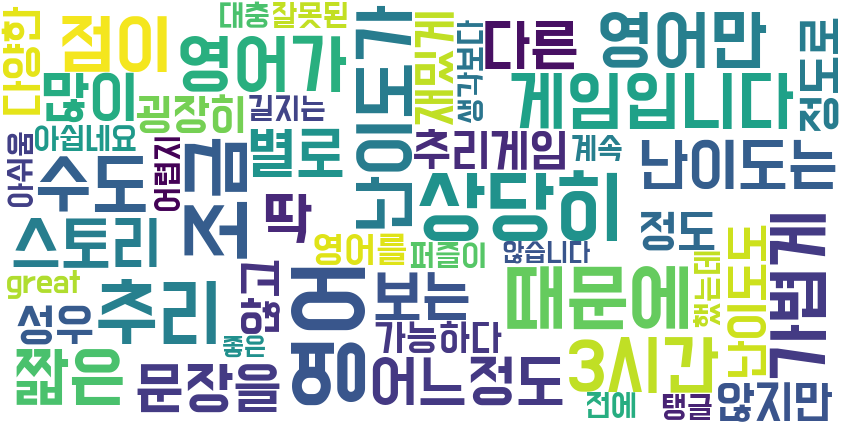 다양한
점이
대충
잘못된
영어가
난이도가
재밌게
생각보다
다른
영어만
정도로
많이
굉장히
길지는
게임입니다
아쉽네요
아쉬움
어렵지
별로
추리게임
계속
난이도는
수도
조금
딱
상당히
스토리
영어를
퍼즐이
않습니다
정도
했는데
난이도도
가볍게
great
성우
추리
않고
영어
보는
때문에
좋은
가능하다
짧은
문장을
어느정도
3시간
전에
탱글
않지만